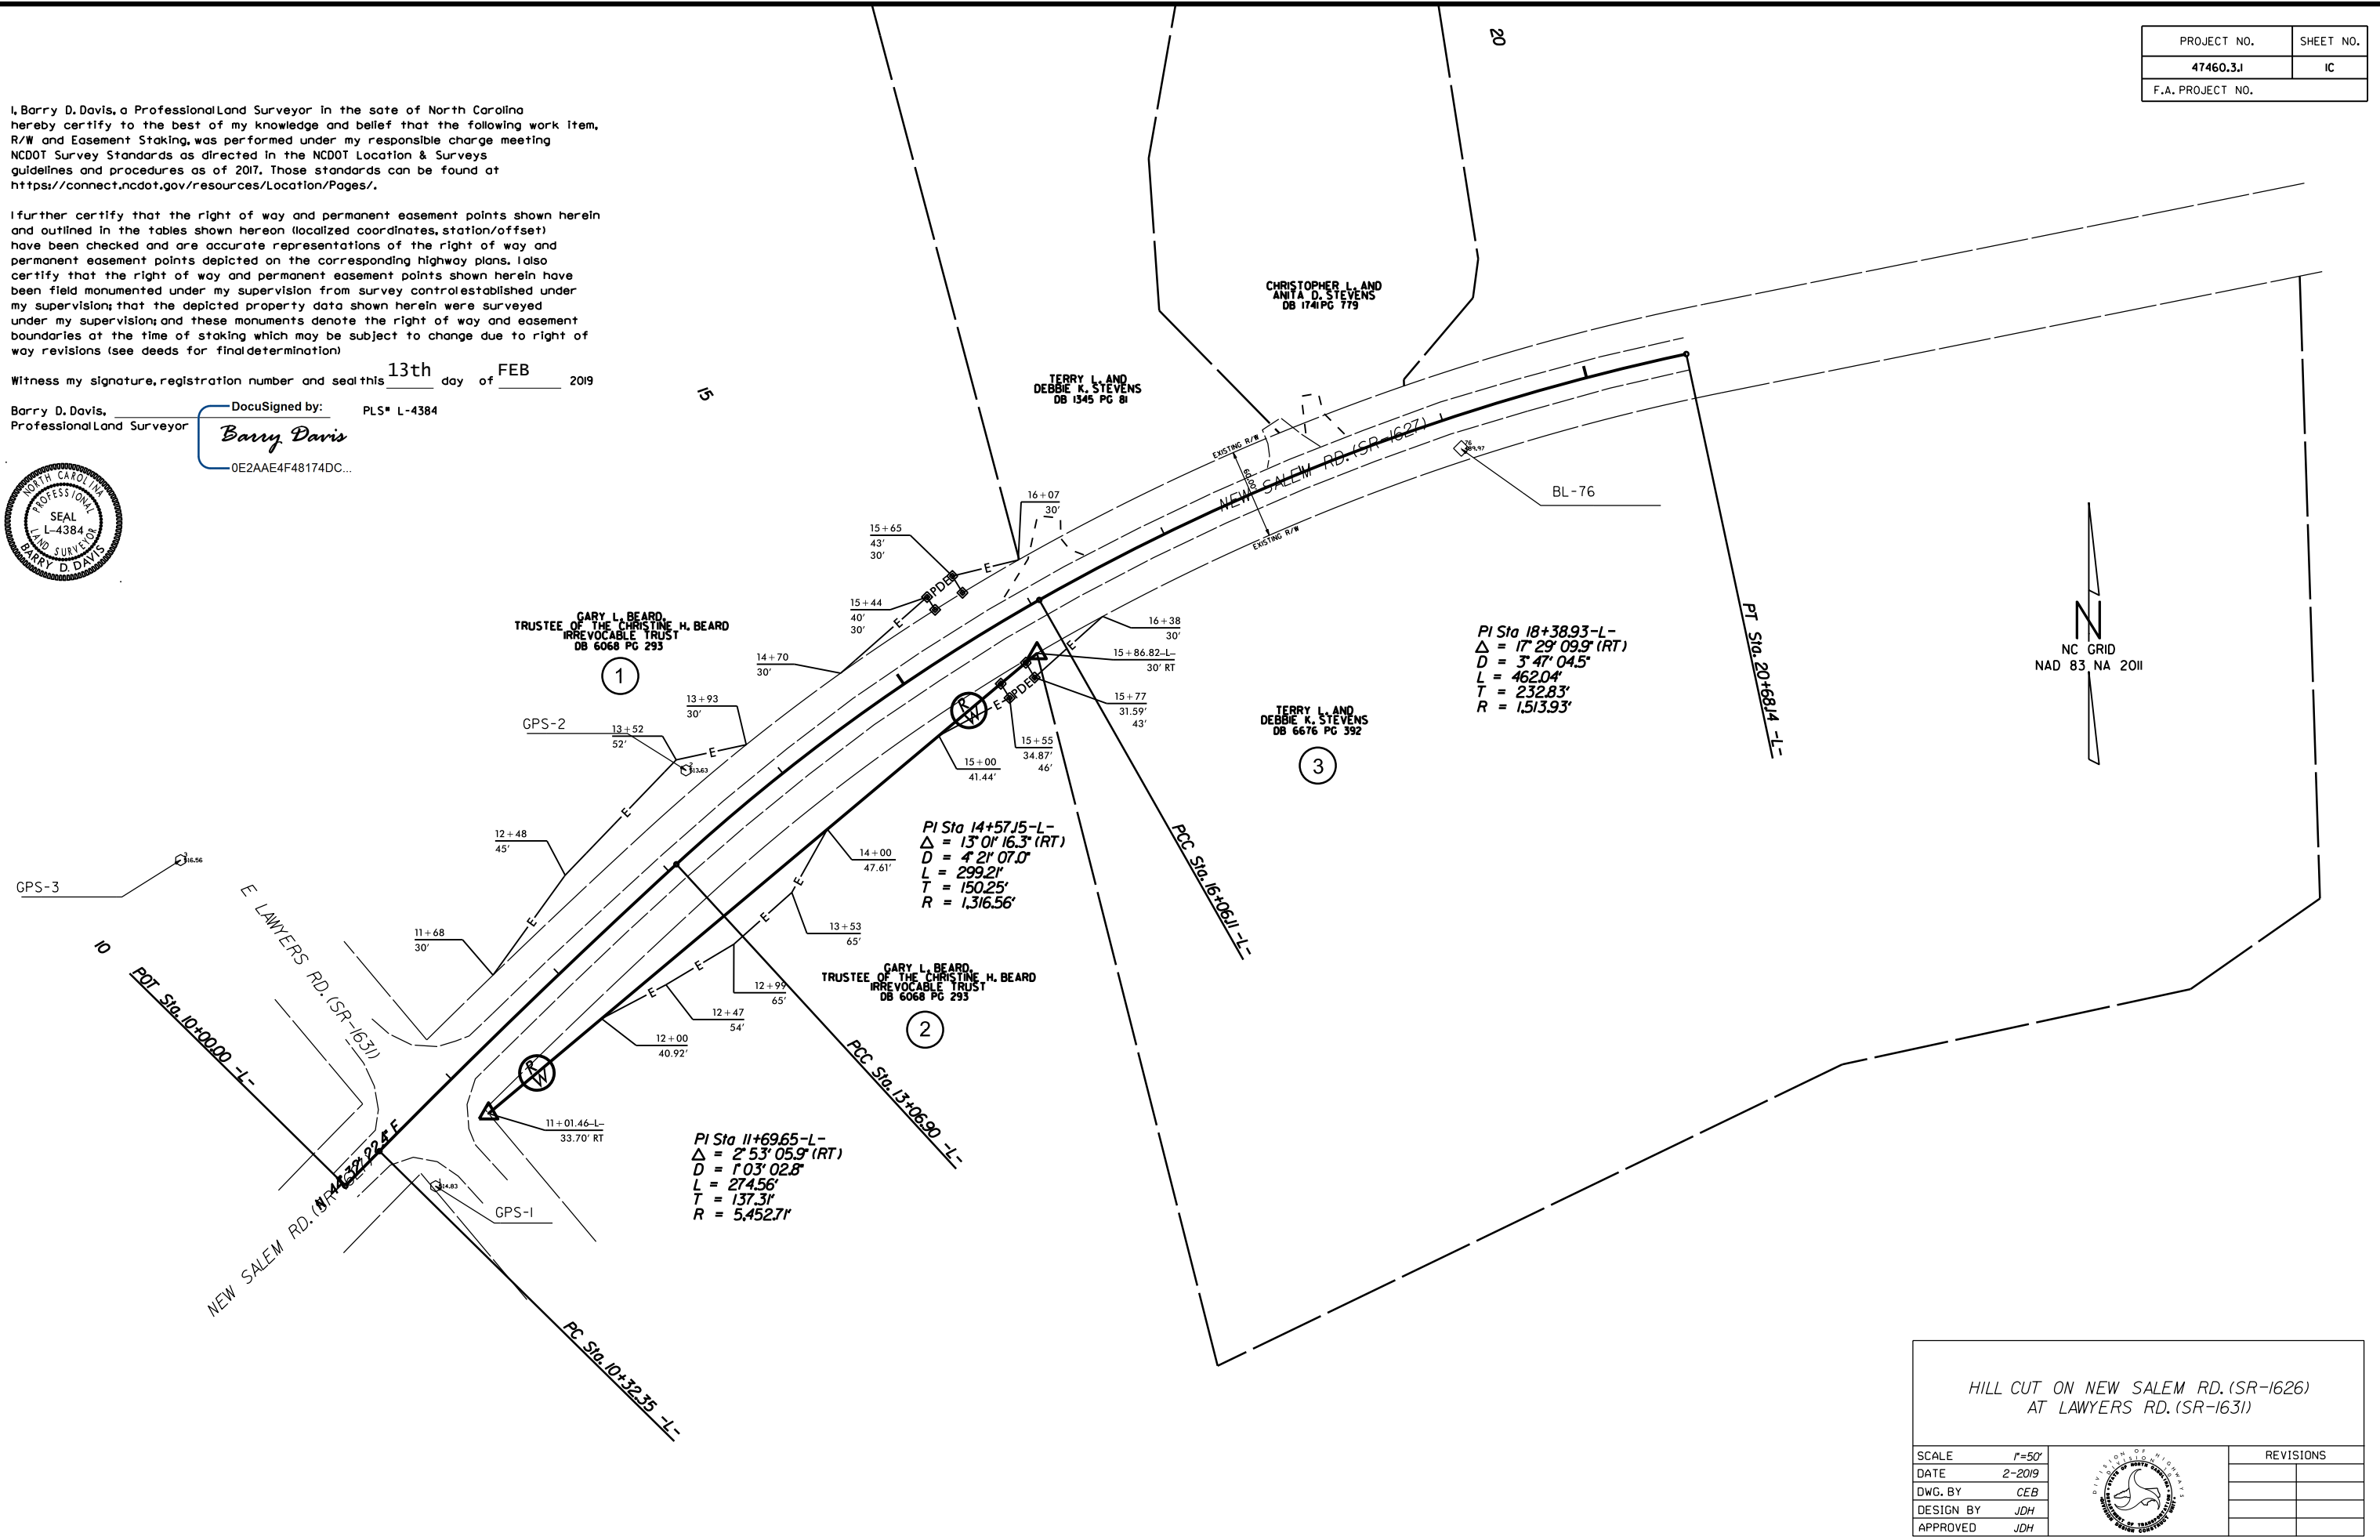 PROJECT NO. SHEET NO.
47460.3.1 1C
F.A. PROJECT NO.
I, Barry D. Davis, a Professional Land Surveyor in the sate of North Carolina
hereby certify to the best of my knowledge and belief that the following work item,
R/W and Easement Staking, was performed under my responsible charge meeting
NCDOT Survey Standards as directed in the NCDOT Location & Surveys
guidelines and procedures as of 2017. Those standards can be found at
https://connect.ncdot.gov/resources/Location/Pages/.
I further certify that the right of way and permanent easement points shown herein
and outlined in the tables shown hereon (localized coordinates, station/offset)
have been checked and are accurate representations of the right of way and
permanent easement points depicted on the corresponding highway plans. I also
certify that the right of way and permanent easement points shown herein have
been field monumented under my supervision from survey control established under
my supervision; that the depicted property data shown herein were surveyed
under my supervision; and these monuments denote the right of way and easement
boundaries at the time of staking which may be subject to change due to right of
way revisions (see deeds for final determination)
Witness my signature, registration number and seal this 13th day of FEB 2019
Barry D. Davis, PLS# L-4384
Professional Land Surveyor
DocuSigned by:
Barry Davis
0E2AAE4F48174DC...
NORTH CAROLINA
PROFESSIONAL
SEAL
L-4384
LAND SURVEYOR
BARRY D. DAVIS
20
15
10
CHRISTOPHER L. AND
ANITA D. STEVENS
DB 1741 PG 779
TERRY L. AND
DEBBIE K. STEVENS
DB 1345 PG 81
EXISTING R/W
60.00'
EXISTING R/W
NEW SALEM RD. (SR-1627)
76
BL-76
16+07
30'
15+65
43'
30'
PDE
E
15+44
40'
30'
E
GARY L. BEARD,
TRUSTEE OF THE CHRISTINE H. BEARD
IRREVOCABLE TRUST
DB 6068 PG 293
1
14+70
30'
13+93
30'
GPS-2
13+52
52'
E
E
12+48
45'
E
11+68
30'
GPS-3
E LAWYERS RD. (SR-1631)
16+38
30'
15+86.82-L-
30' RT
15+77
31.59'
43'
E
PDE
E
R/W
15+55
34.87'
46'
15+00
41.44'
14+00
47.61'
E
13+53
65'
E
12+99
65'
E
12+47
54'
E
12+00
40.92'
R/W
11+01.46-L-
33.70' RT
TERRY L. AND
DEBBIE K. STEVENS
DB 6676 PG 392
3
PI Sta 18+38.93-L-
Δ = 17° 29' 09.9" (RT)
D = 3° 47' 04.5"
L = 462.04'
T = 232.83'
R = 1,513.93'
PT Sta. 20+68.14 -L-
N
NC GRID
NAD 83 NA 2011
PI Sta 14+57.15-L-
Δ = 13° 01' 16.3" (RT)
D = 4° 21' 07.0"
L = 299.21'
T = 150.25'
R = 1,316.56'
PCC Sta. 16+06.11 -L-
GARY L. BEARD,
TRUSTEE OF THE CHRISTINE H. BEARD
IRREVOCABLE TRUST
DB 6068 PG 293
2
PCC Sta. 13+06.90 -L-
POT Sta. 10+00.00 -L-
PI Sta 11+69.65-L-
Δ = 2° 53' 05.9" (RT)
D = 1° 03' 02.8"
L = 274.56'
T = 137.31'
R = 5,452.71'
GPS-1
NEW SALEM RD.
PC Sta. 10+32.35 -L-
HILL CUT ON NEW SALEM RD. (SR-1626)
AT LAWYERS RD. (SR-1631)
SCALE 1"=50'
DATE 2-2019
DWG. BY CEB
DESIGN BY JDH
APPROVED JDH
REVISIONS